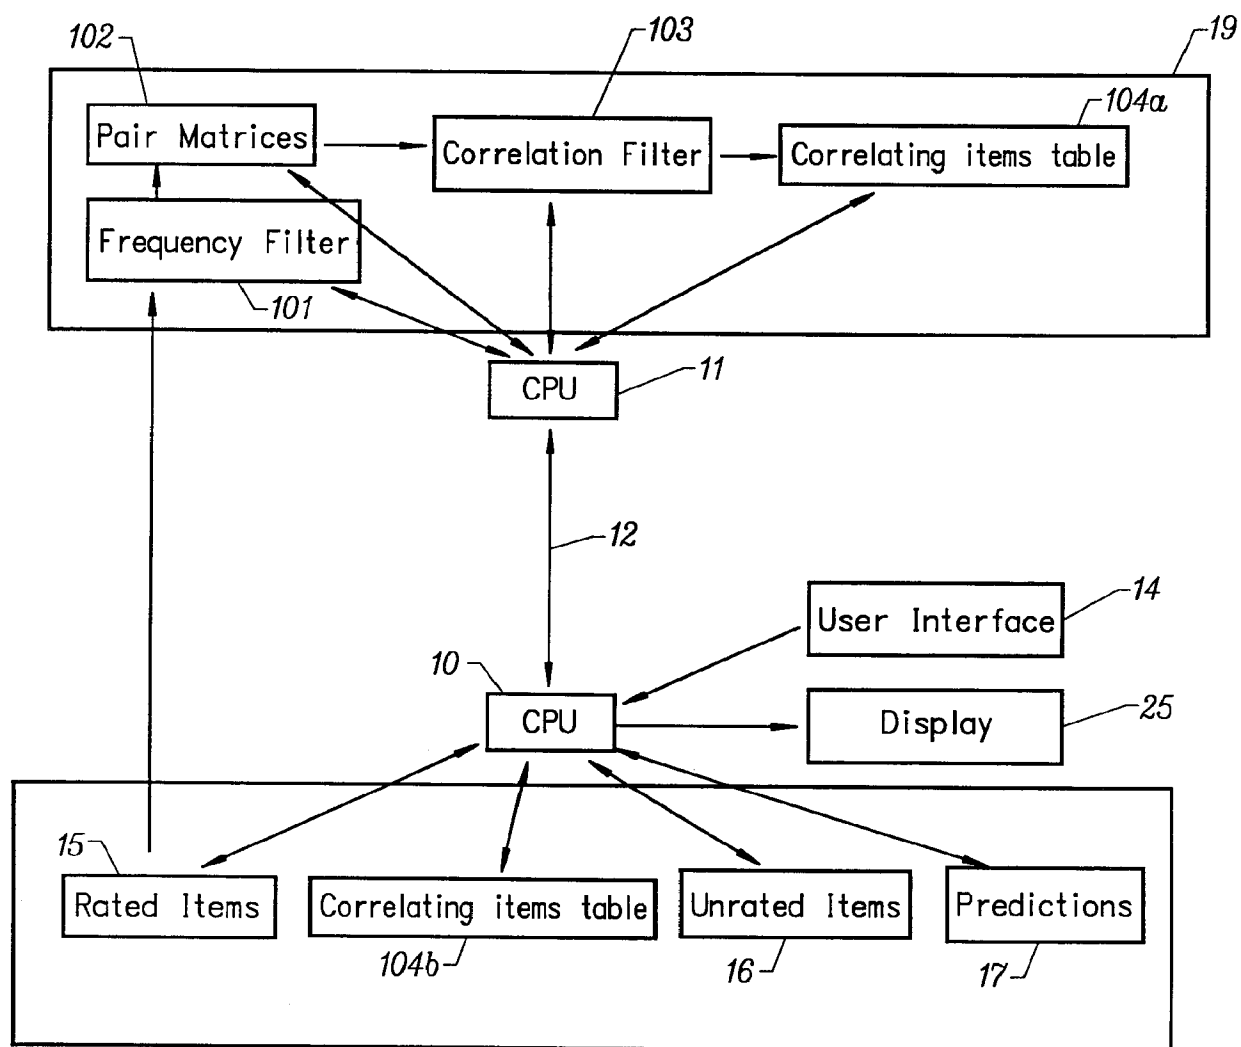 102
103
19
104a
Pair Matrices
Correlation Filter
Correlating items table
Frequency Filter
101
CPU
11
12
14
User Interface
10
CPU
Display
25
15
Rated Items
Correlating items table
Unrated Items
Predictions
104b
16
17